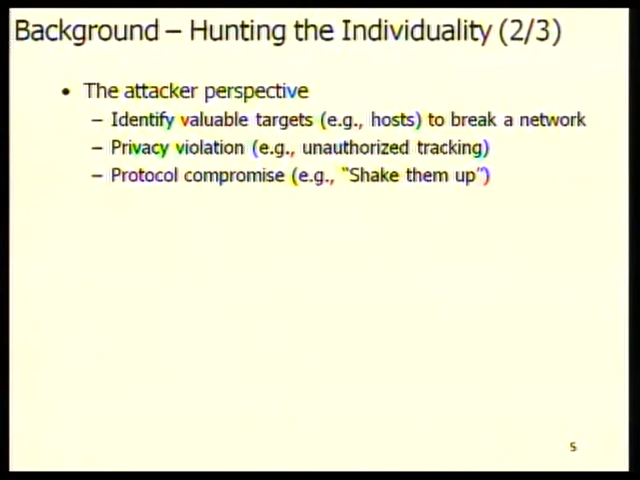 Background – Hunting the Individuality (2/3)
• The attacker perspective
– Identify valuable targets (e.g., hosts) to break a network
– Privacy violation (e.g., unauthorized tracking)
– Protocol compromise (e.g., “Shake them up”)
5